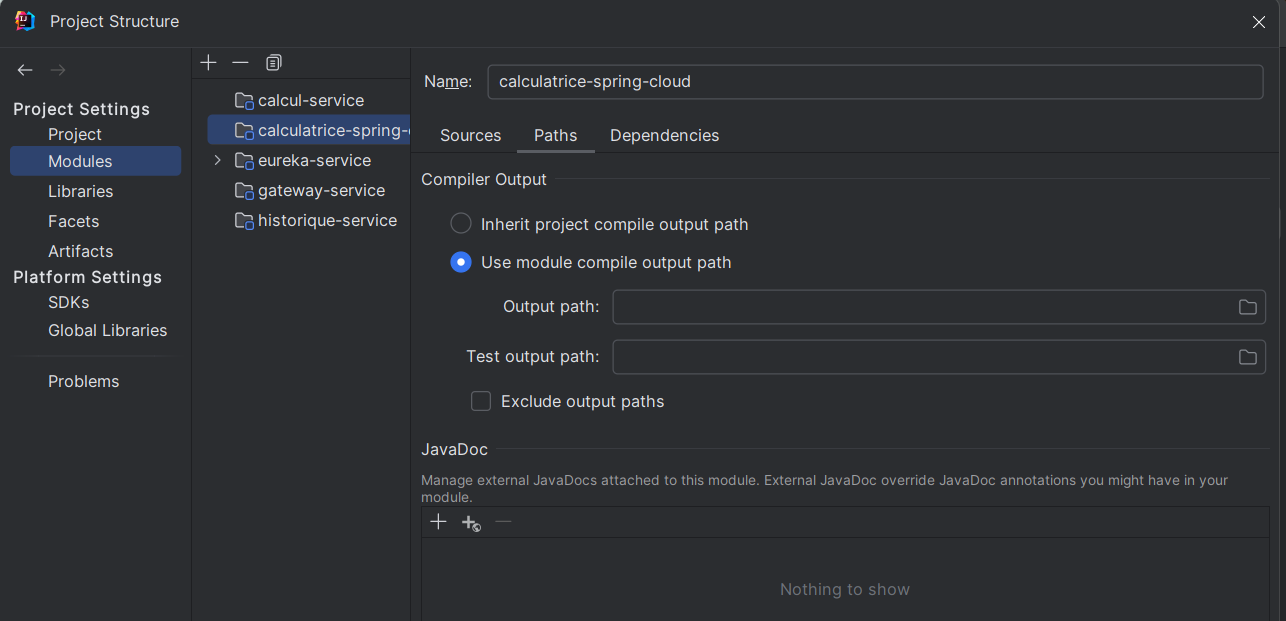 Project Structure
Project Settings
Project
Modules
Libraries
Facets
Artifacts
Platform Settings
SDKs
Global Libraries
Problems
calcul-service
calculatrice-spring-
eureka-service
gateway-service
historique-service
Name: calculatrice-spring-cloud
Sources Paths Dependencies
Compiler Output
Inherit project compile output path
Use module compile output path
Output path:
Test output path:
Exclude output paths
JavaDoc
Manage external JavaDocs attached to this module. External JavaDoc override JavaDoc annotations you might have in your
module.
Nothing to show